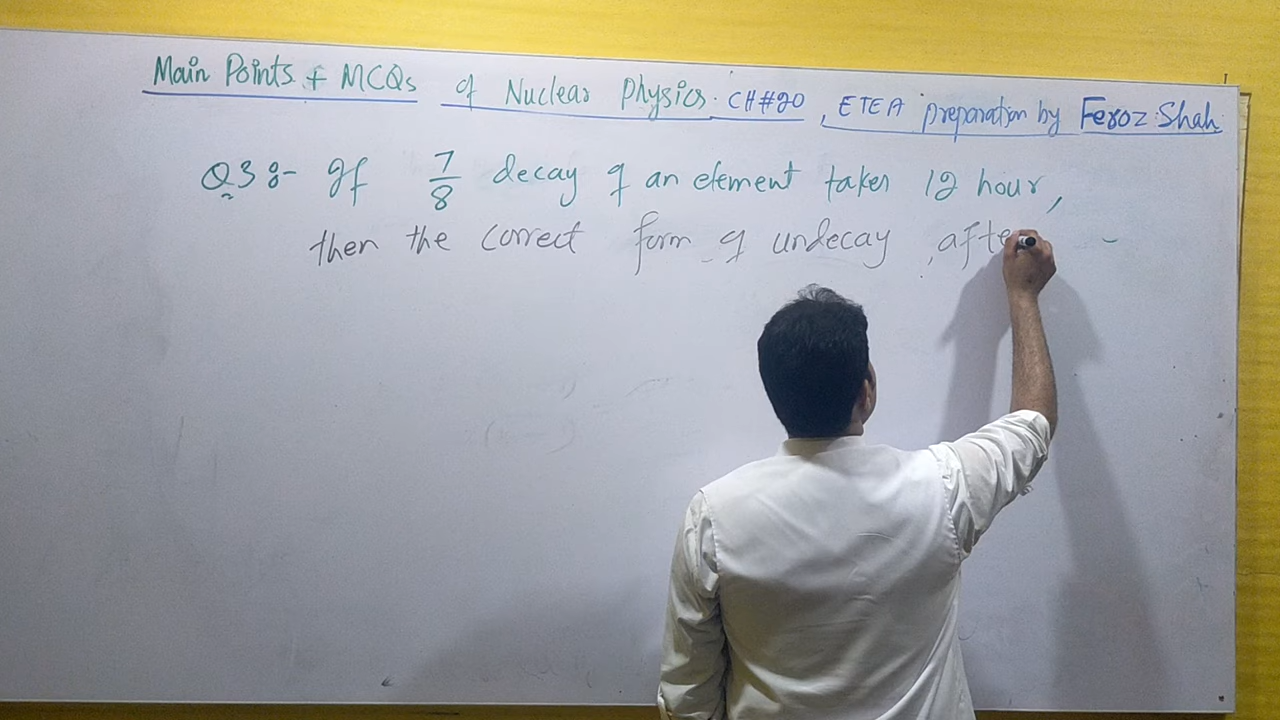 Main Points + MCQs of Nuclear Physics. CH#20, ETEA preparation by Feroz Shah
Q3:- If 7/8 decay of an element takes 12 hour,
then the correct form of undecay, afte